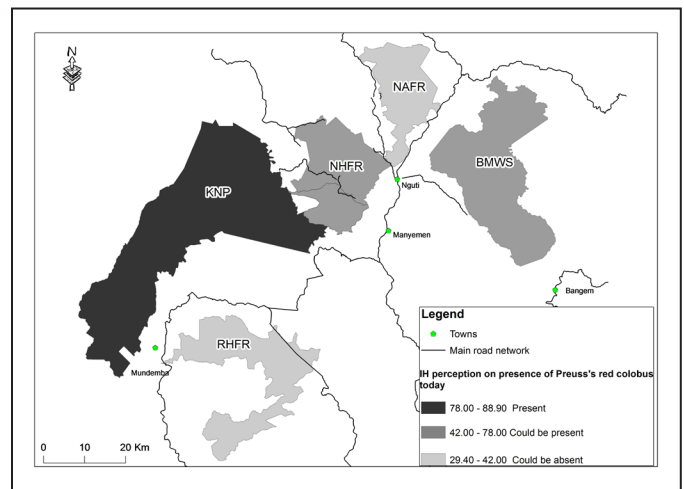 N
NAFR
NHFR
BMWS
KNP
Nguti
Manyemen
Bangem
RHFR
Mundemba
0 10 20 Km
Legend
Towns
Main road network
IH perception on presence of Preuss's red colobus
today
78.00 - 88.90 Present
42.00 - 78.00 Could be present
29.40 - 42.00 Could be absent